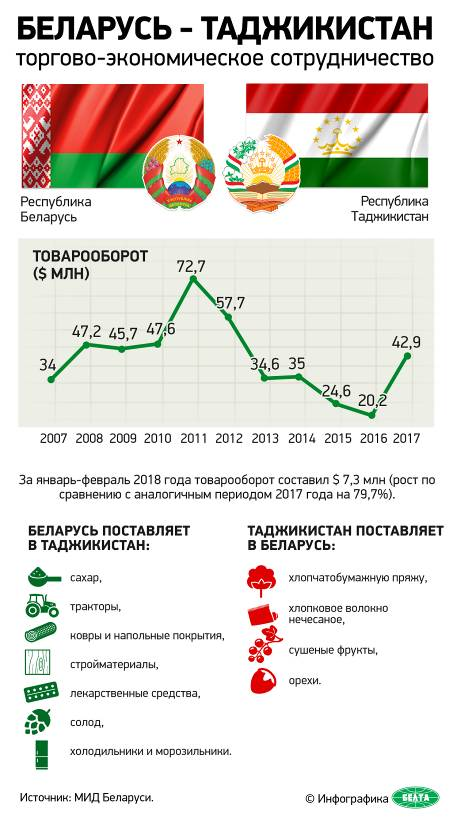 БЕЛАРУСЬ - ТАДЖИКИСТАН
торгово-экономическое сотрудничество
Республика
Беларусь
Республика
Таджикистан
ТОВАРООБОРОТ
($ МЛН)
34
47,2
45,7
47,6
72,7
57,7
34,6
35
24,6
20,2
42,9
2007 2008 2009 2010 2011 2012 2013 2014 2015 2016 2017
За январь-февраль 2018 года товарооборот составил $ 7,3 млн (рост по
сравнению с аналогичным периодом 2017 года на 79,7%).
БЕЛАРУСЬ ПОСТАВЛЯЕТ
В ТАДЖИКИСТАН:
сахар,
тракторы,
ковры и напольные покрытия,
стройматериалы,
лекарственные средства,
солод,
холодильники и морозильники.
ТАДЖИКИСТАН ПОСТАВЛЯЕТ
В БЕЛАРУСЬ:
хлопчатобумажную пряжу,
хлопковое волокно
нечесаное,
сушеные фрукты,
орехи.
Источник: МИД Беларуси.
© Инфографика БЕЛТА